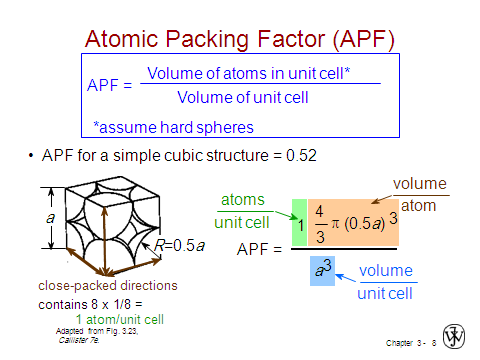 Atomic Packing Factor (APF)
APF =
Volume of atoms in unit cell*
Volume of unit cell
*assume hard spheres
• APF for a simple cubic structure = 0.52
a
R=0.5a
close-packed directions
contains 8 x 1/8 =
1 atom/unit cell
Adapted from Fig. 3.23,
Callister 7e.
atoms
unit cell
volume
atom
APF =
1 4/3 π (0.5a)3
a3
volume
unit cell
Chapter 3 - 8